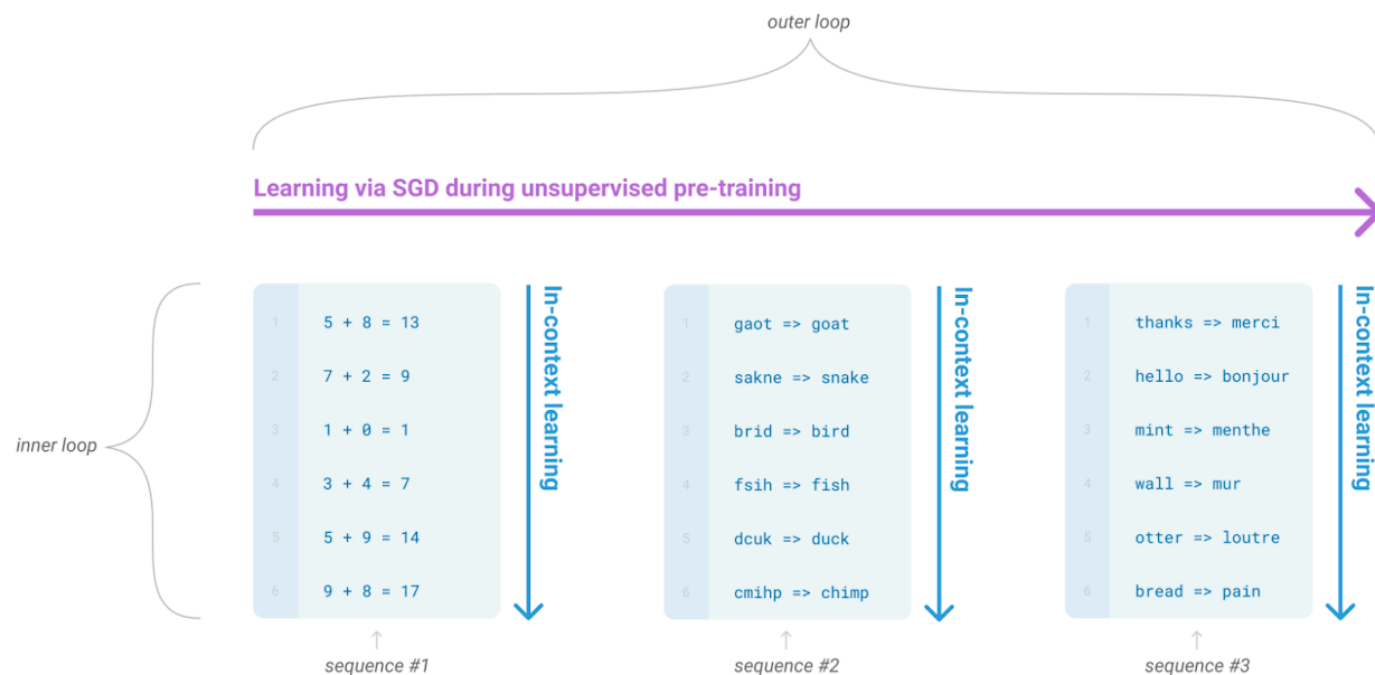 outer loop
Learning via SGD during unsupervised pre-training
inner loop
1 5 + 8 = 13
2 7 + 2 = 9
3 1 + 0 = 1
4 3 + 4 = 7
5 5 + 9 = 14
6 9 + 8 = 17
In-context learning
sequence #1
1 gaot => goat
2 sakne => snake
3 brid => bird
4 fsih => fish
5 dcuk => duck
6 cmihp => chimp
In-context learning
sequence #2
1 thanks => merci
2 hello => bonjour
3 mint => menthe
4 wall => mur
5 otter => loutre
6 bread => pain
In-context learning
sequence #3